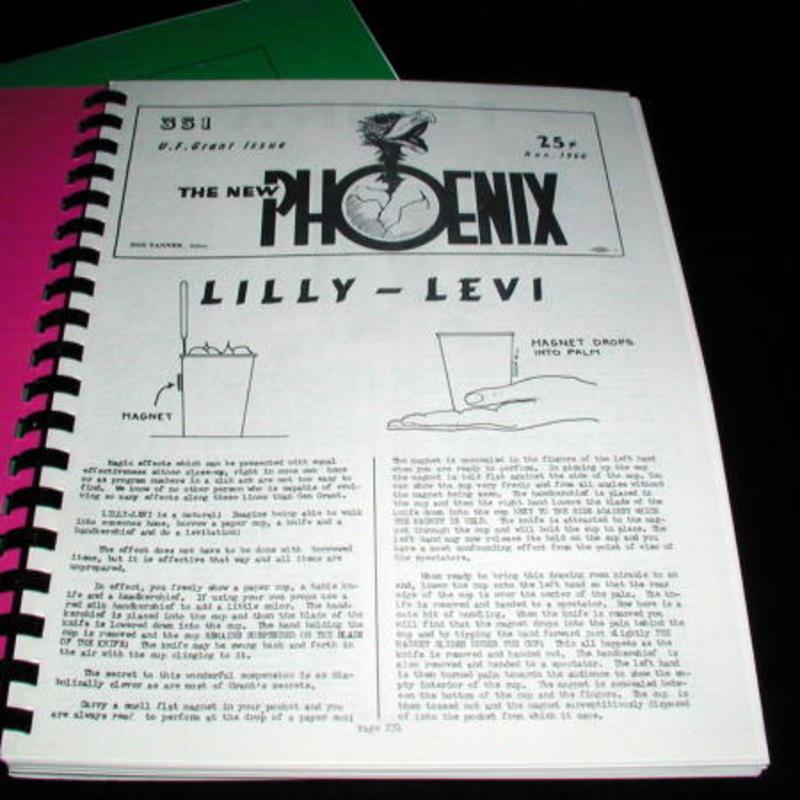 351
U.F. Grant Issue
25¢
THE NEW PHOENIX
DON TANNER, Editor
LILLY - LEVI
MAGNET
MAGNET DROPS
INTO PALM
Magic effects which can be presented with equal
effectiveness either close-up, right in ones own home
or as program numbers in a club act are not too easy to
find. We know of no other person who is capable of evol-
ving so many effects along these lines than Gen Grant.
LILLY-LEVI is a natural! Imagine being able to walk
into someones home, borrow a paper cup, a knife and a
handkerchief and do a levitation!
The effect does not have to be done with borrowed
items, but it is effective that way and all items are
unprepared.
In effect, you freely show a paper cup, a table kn-
ife and a handkerchief. If using your own props use a
red silk handkerchief to add a little color. The hand-
kerchief is placed into the cup and then the blade of the
knife is lowered down into the cup. The hand holding the
cup is removed and the cup REMAINS SUSPENDED ON THE BLADE
OF THE KNIFE! The knife may be swung back and forth in
the air with the cup clinging to it.
The secret to this wonderful suspension is as dia-
bolically clever as are most of Grant's secrets.
Carry a small flat magnet in your pocket and you
are always ready to perform at the drop of a paper cup!
The magnet is concealed in the fingers of the left hand
when you are ready to perform. In picking up the cup
the magnet is held flat against the side of the cup. You
can show the cup very freely and from all angles without
the magnet being seen. The handkerchief is placed in
the cup and then the right hand lowers the blade of the
knife down into the cup NEXT TO THE SIDE AGAINST WHICH
THE MAGNET IS HELD. The knife is attracted to the mag-
net through the cup and will hold the cup in place. The
left hand may now release its hold on the cup and you
have a most confounding effect from the point of view of
the spectators.
When ready to bring this drawing room miracle to an
end, lower the cup onto the left hand so that the rear
edge of the cup is over the center of the palm. The kn-
ife is removed and handed to a spectator. Now here is a
cute bit of handling. When the knife is removed you
will find that the magnet drops into the palm behind the
cup and by tipping the hand forward just slightly THE
MAGNET SLIDES UNDER THE CUP! This all happens as the
knife is removed and handed out. The handkerchief is
also removed and handed to a spectator. The left hand
is then turned palm towards the audience to show the em-
pty interior of the cup. The magnet is concealed betw-
een the bottom of the cup and the fingers. The cup is
then tossed out and the magnet surreptitiously disposed
of into the pocket from which it came.